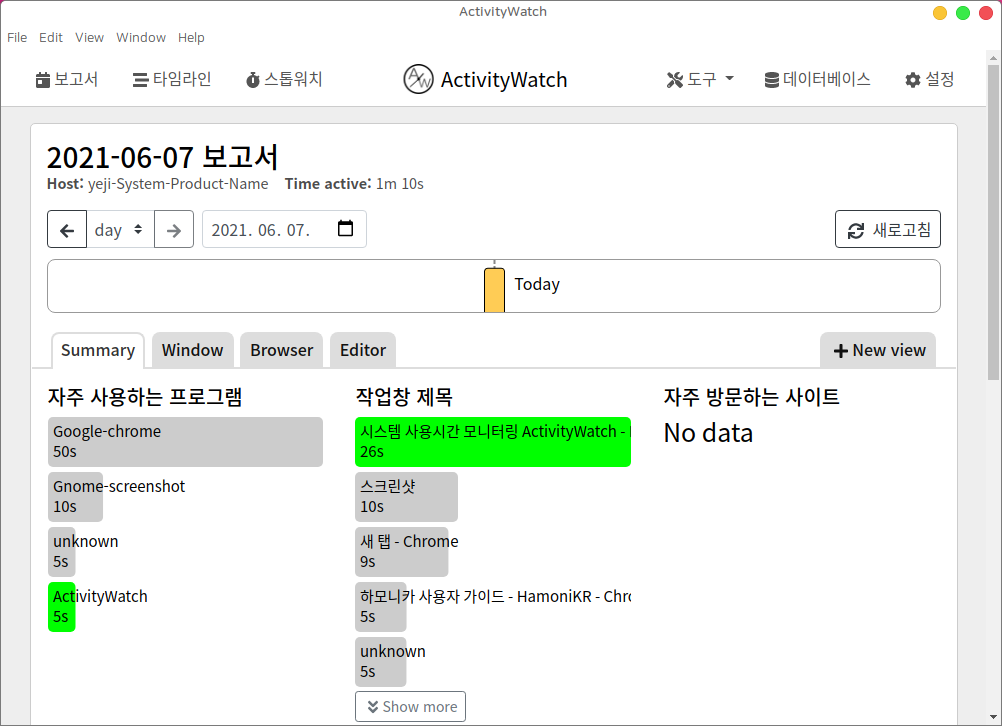 ActivityWatch
File Edit View Window Help
보고서 타임라인 스톱워치 ActivityWatch 도구 데이터베이스 설정
2021-06-07 보고서
Host: yeji-System-Product-Name Time active: 1m 10s
day 2021. 06. 07. 새로고침
Today
Summary Window Browser Editor New view
자주 사용하는 프로그램
Google-chrome
50s
Gnome-screenshot
10s
unknown
5s
ActivityWatch
5s
작업창 제목
시스템 사용시간 모니터링 ActivityWatch -
26s
스크린샷
10s
새 탭 - Chrome
9s
하모니카 사용자 가이드 - HamoniKR - Chro
5s
unknown
5s
Show more
자주 방문하는 사이트
No data